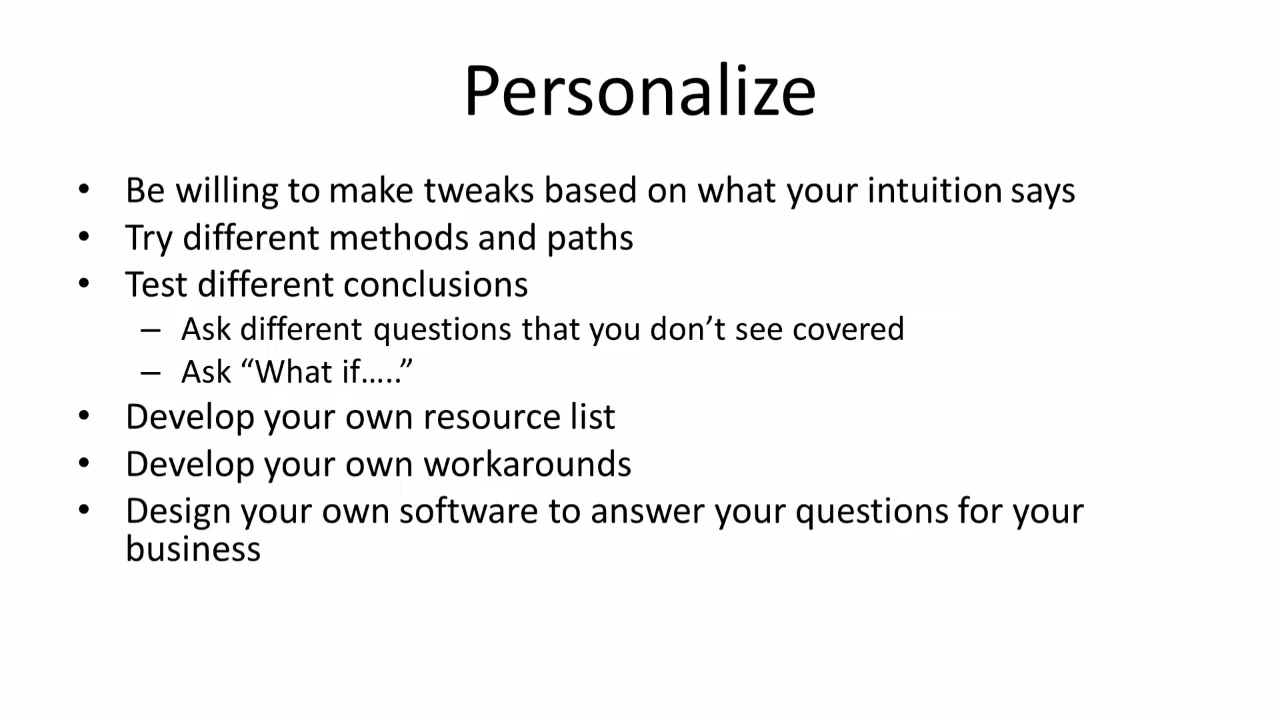 Personalize
• Be willing to make tweaks based on what your intuition says
• Try different methods and paths
• Test different conclusions
– Ask different questions that you don’t see covered
– Ask “What if…..”
• Develop your own resource list
• Develop your own workarounds
• Design your own software to answer your questions for your
business